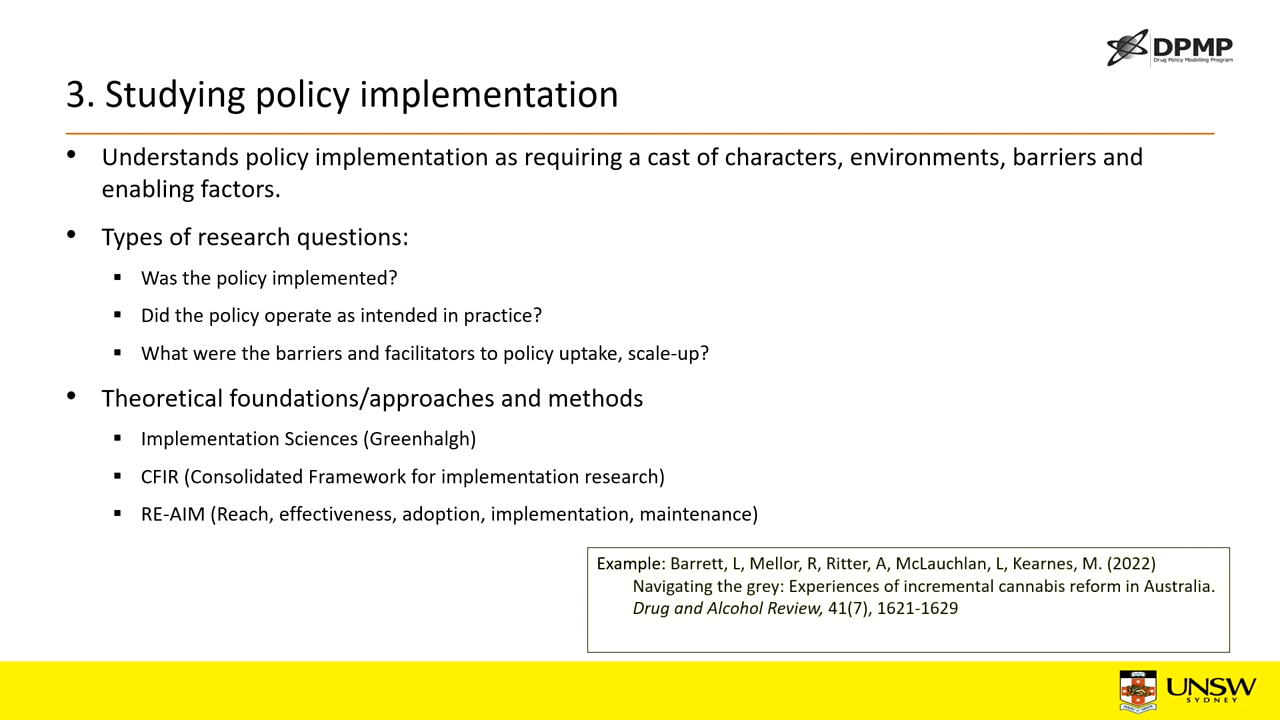 DPMP
Drug Policy Modelling Program
3. Studying policy implementation
• Understands policy implementation as requiring a cast of characters, environments, barriers and
enabling factors.
• Types of research questions:
▪ Was the policy implemented?
▪ Did the policy operate as intended in practice?
▪ What were the barriers and facilitators to policy uptake, scale-up?
• Theoretical foundations/approaches and methods
▪ Implementation Sciences (Greenhalgh)
▪ CFIR (Consolidated Framework for implementation research)
▪ RE-AIM (Reach, effectiveness, adoption, implementation, maintenance)
Example: Barrett, L, Mellor, R, Ritter, A, McLauchlan, L, Kearnes, M. (2022)
Navigating the grey: Experiences of incremental cannabis reform in Australia.
Drug and Alcohol Review, 41(7), 1621-1629
UNSW
SYDNEY